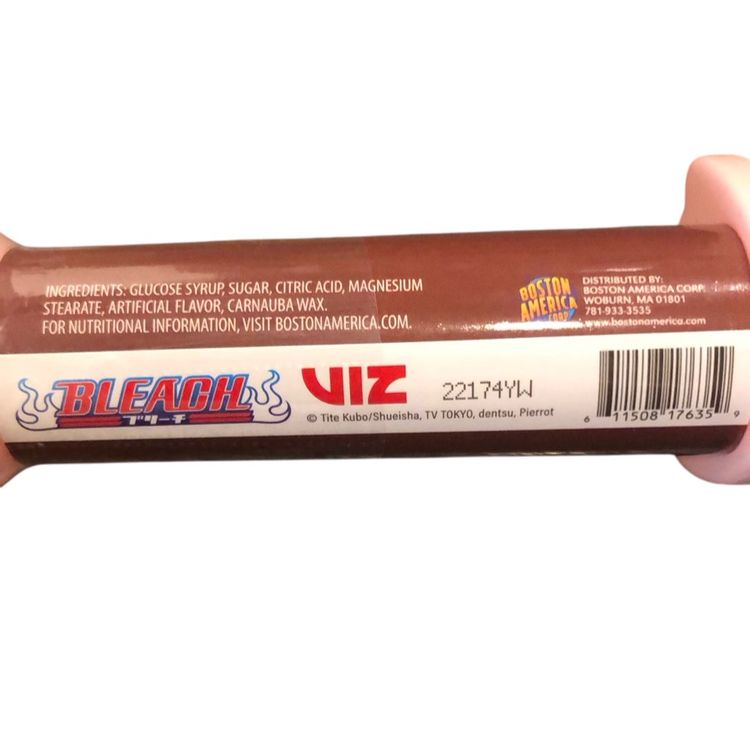 INGREDIENTS: GLUCOSE SYRUP, SUGAR, CITRIC ACID, MAGNESIUM
STEARATE, ARTIFICIAL FLAVOR, CARNAUBA WAX.
FOR NUTRITIONAL INFORMATION, VISIT BOSTONAMERICA.COM.
BOSTON
AMERICA
CORP
DISTRIBUTED BY:
BOSTON AMERICA CORP.
WOBURN, MA 01801
781-933-3535
www.bostonamerica.com
BLEACH
ブリーチ
VIZ
22174YW
© Tite Kubo/Shueisha, TV TOKYO, dentsu, Pierrot
6 11508 17635 9